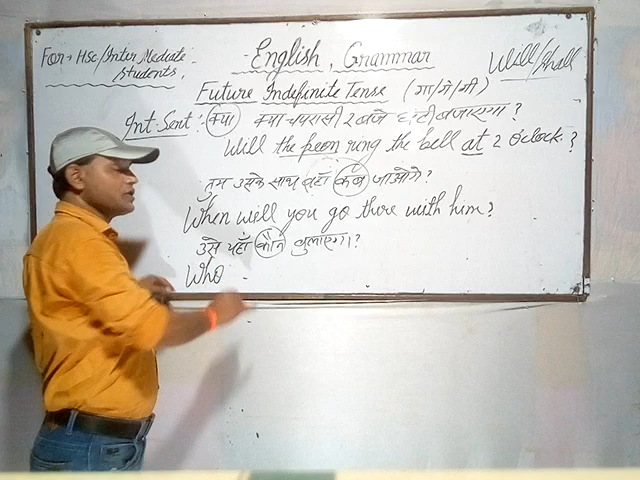 For → Hsc/Inter Mediate
Students,
English, Grammar
Will/Shall
Future Indefinite Tense (गा/गे/गी)
Int-Sent: क्या क्या चपरासी 2 बजे घंटी बजाएगा?
Will the peon ring the bell at 2 o'clock?
तुम उसके साथ वहाँ कब जाओगे?
When will you go there with him?
उसे यहाँ कौन बुलाएगा?
Who